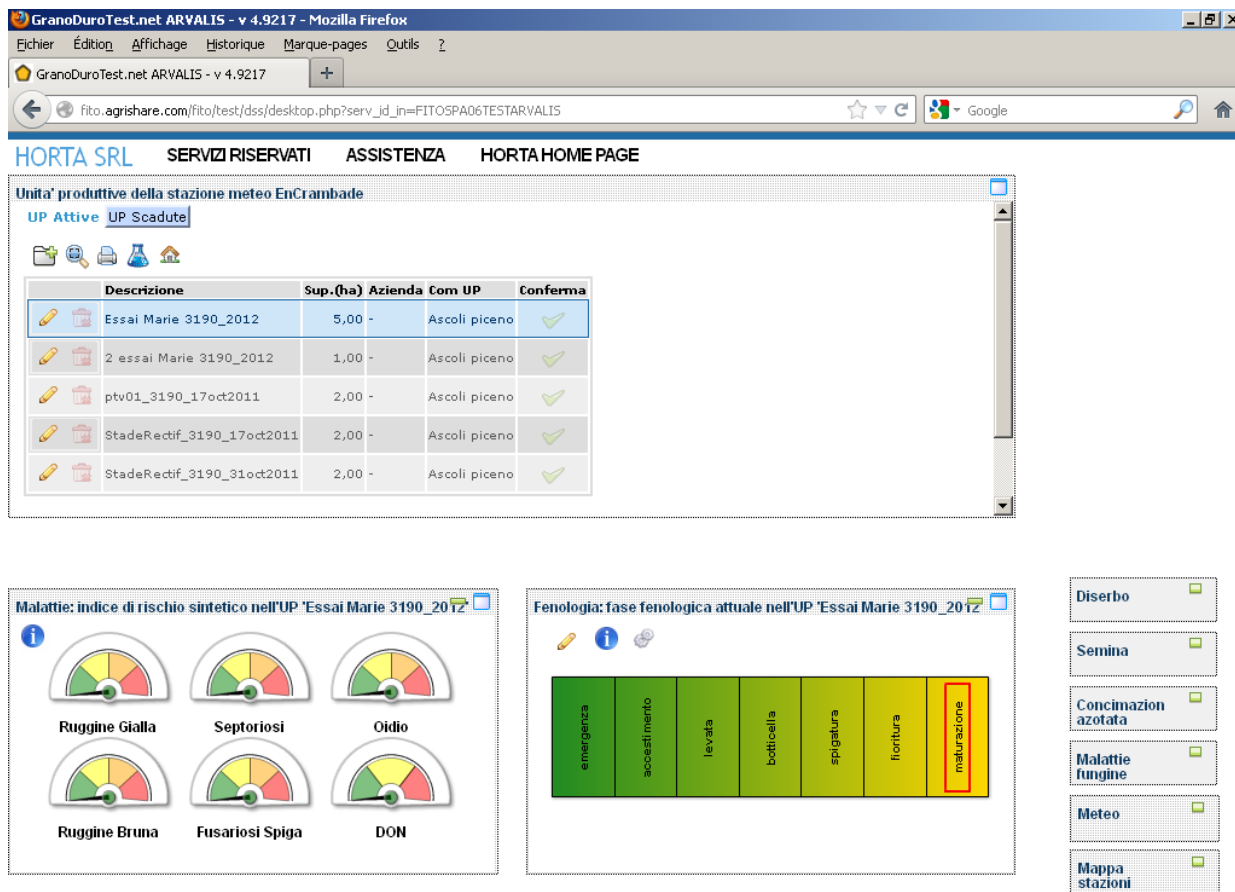 GranoDuroTest.net ARVALIS - v 4.9217 - Mozilla Firefox
Fichier Édition Affichage Historique Marque-pages Outils ?
GranoDuroTest.net ARVALIS - v 4.9217
fito.agrishare.com/fito/test/dss/desktop.php?serv_id_in=FITOSPA06TESTARVALIS Google
HORTA SRL SERVIZI RISERVATI ASSISTENZA HORTA HOME PAGE
Unita' produttive della stazione meteo EnCrambade
UP Attive UP Scadute
Descrizione Sup.(ha) Azienda Com UP Conferma
Essai Marie 3190_2012 5,00 - Ascoli piceno
2 essai Marie 3190_2012 1,00 - Ascoli piceno
ptv01_3190_17oct2011 2,00 - Ascoli piceno
StadeRectif_3190_17oct2011 2,00 - Ascoli piceno
StadeRectif_3190_31oct2011 2,00 - Ascoli piceno
Malattie: indice di rischio sintetico nell'UP 'Essai Marie 3190_2012'
Ruggine Gialla Septoriosi Oidio
Ruggine Bruna Fusariosi Spiga DON
Fenologia: fase fenologica attuale nell'UP 'Essai Marie 3190_2012'
emergenza
accestimento
levata
botticella
spigatura
fioritura
maturazione
Diserbo
Semina
Concimazion
azotata
Malattie
fungine
Meteo
Mappa
stazioni